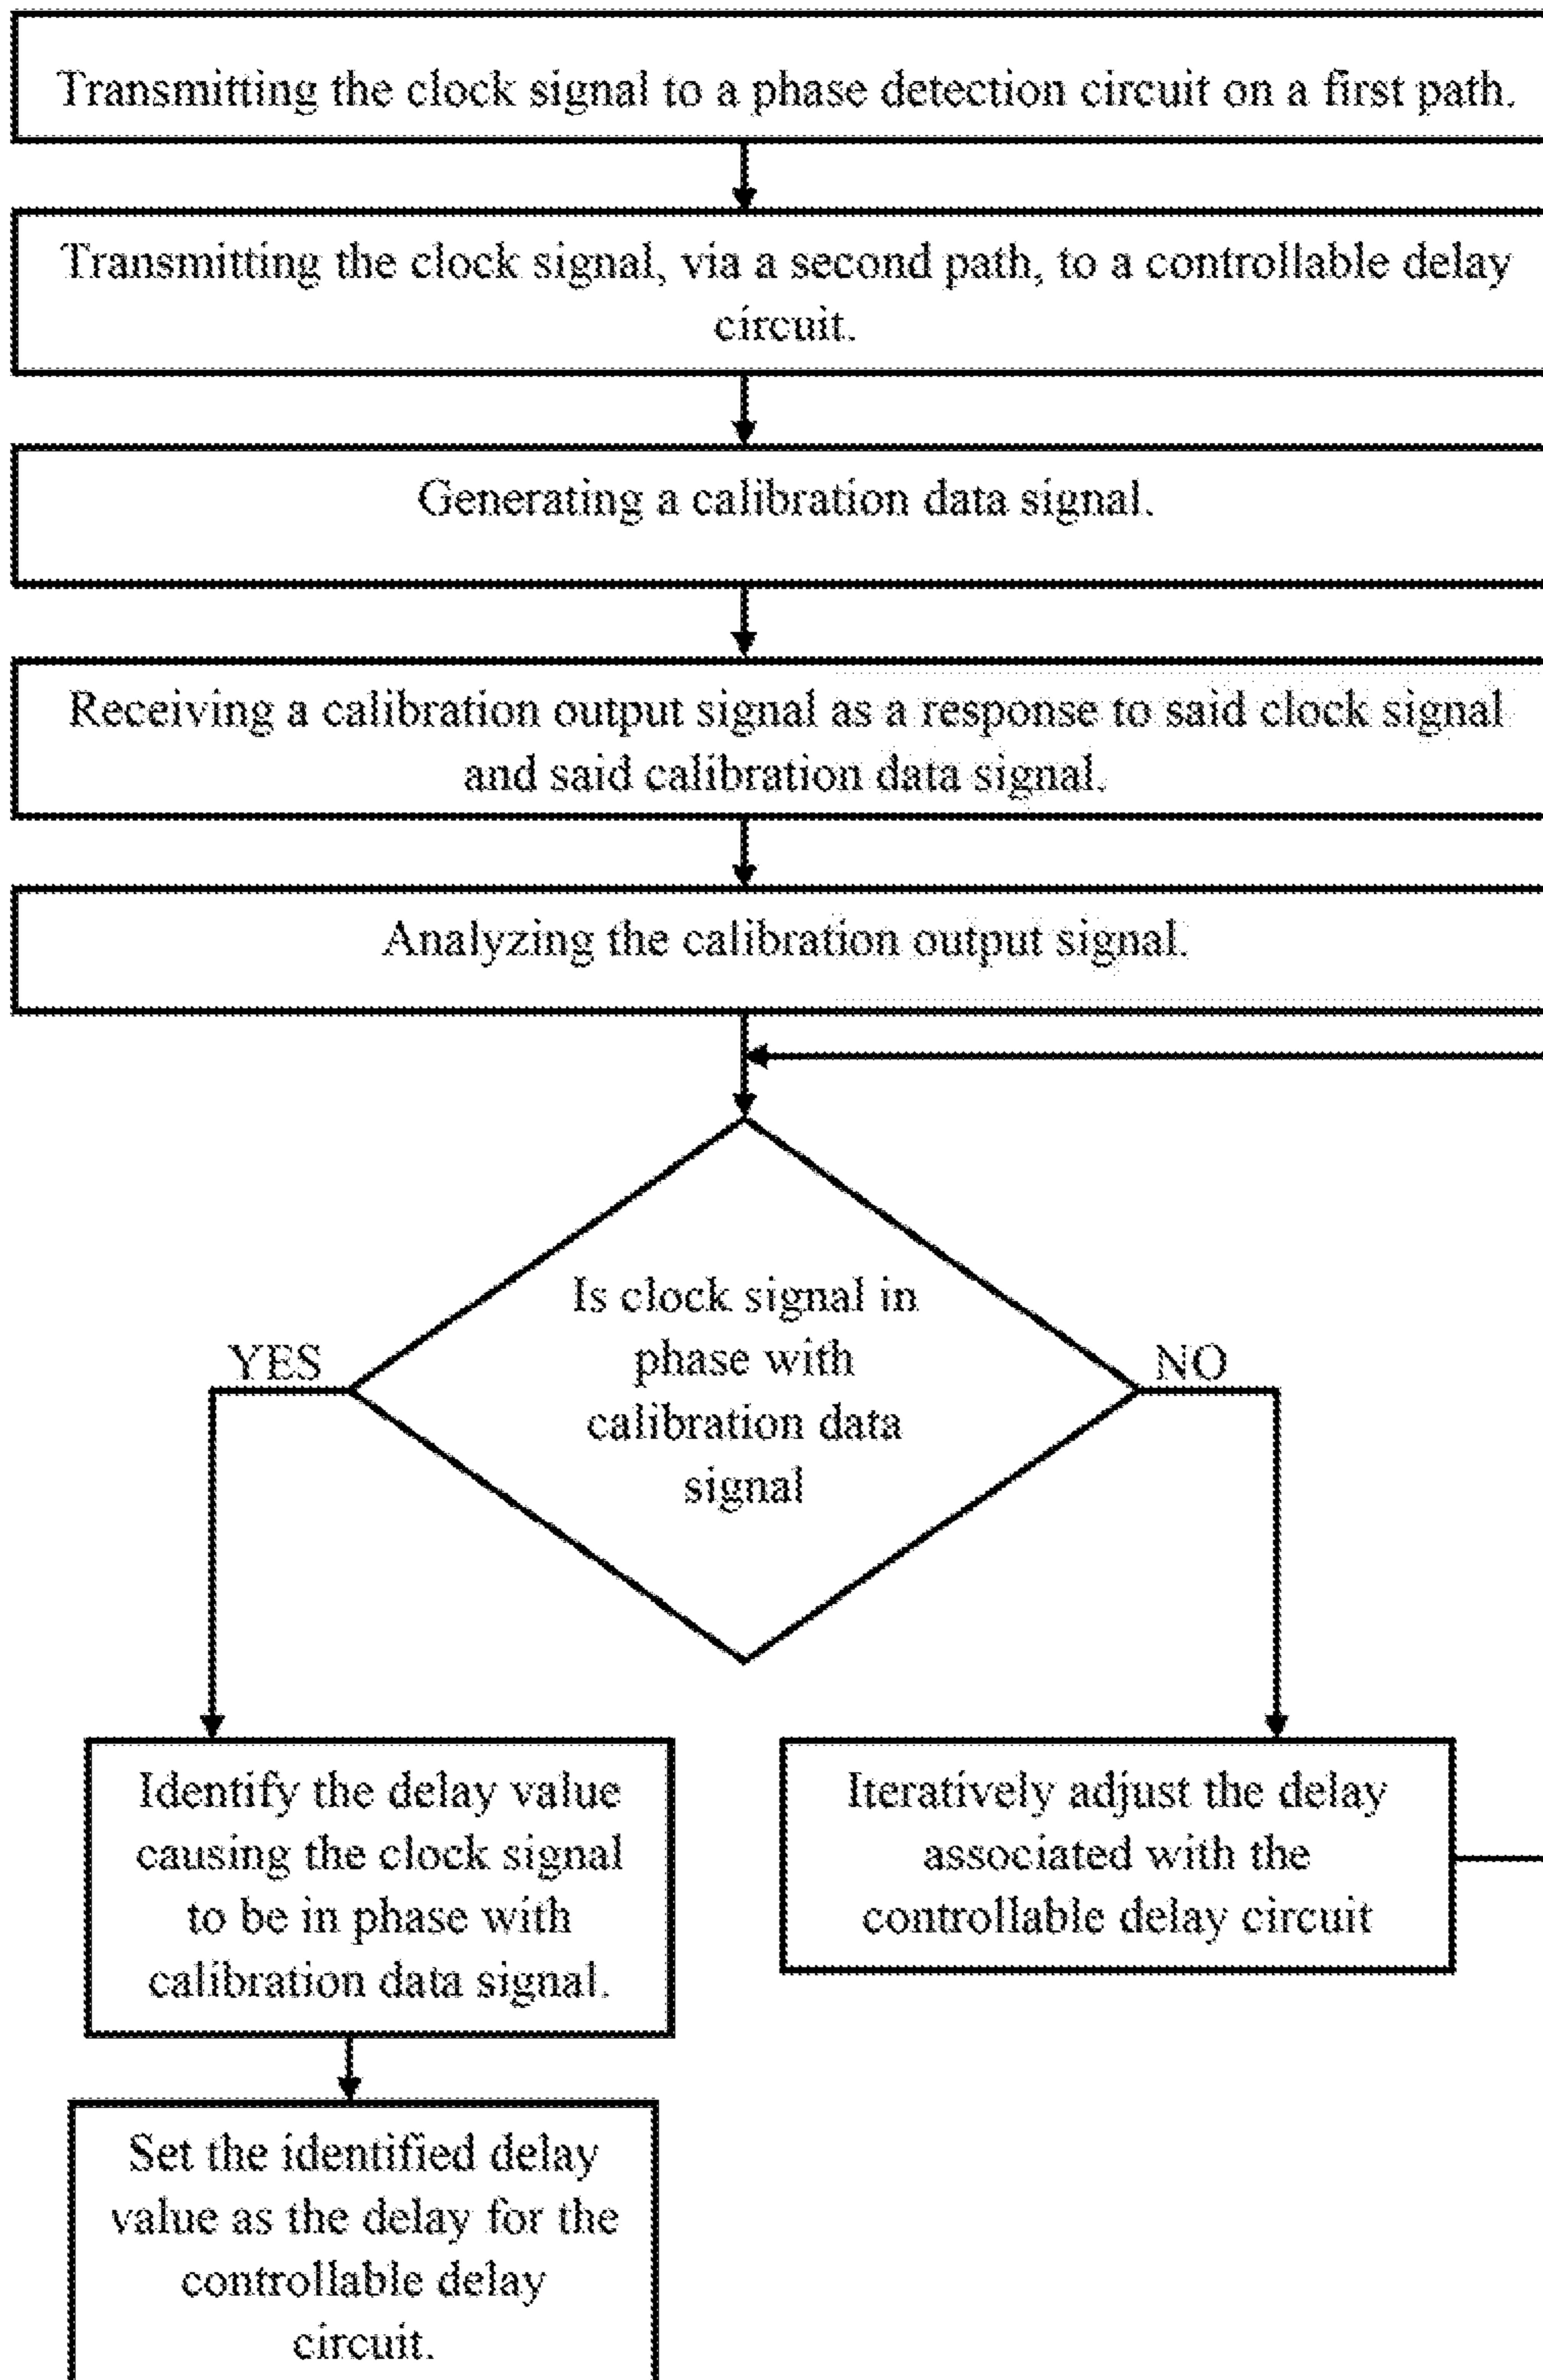 Transmitting the clock signal to a phase detection circuit on a first path.
Transmitting the clock signal, via a second path, to a controllable delay
circuit.
Generating a calibration data signal.
Receiving a calibration output signal as a response to said clock signal
and said calibration data signal.
Analyzing the calibration output signal.
Is clock signal in
phase with
calibration data
signal
YES
NO
Identify the delay value
causing the clock signal
to be in phase with
calibration data signal.
Iteratively adjust the delay
associated with the
controllable delay circuit
Set the identified delay
value as the delay for the
controllable delay
circuit.